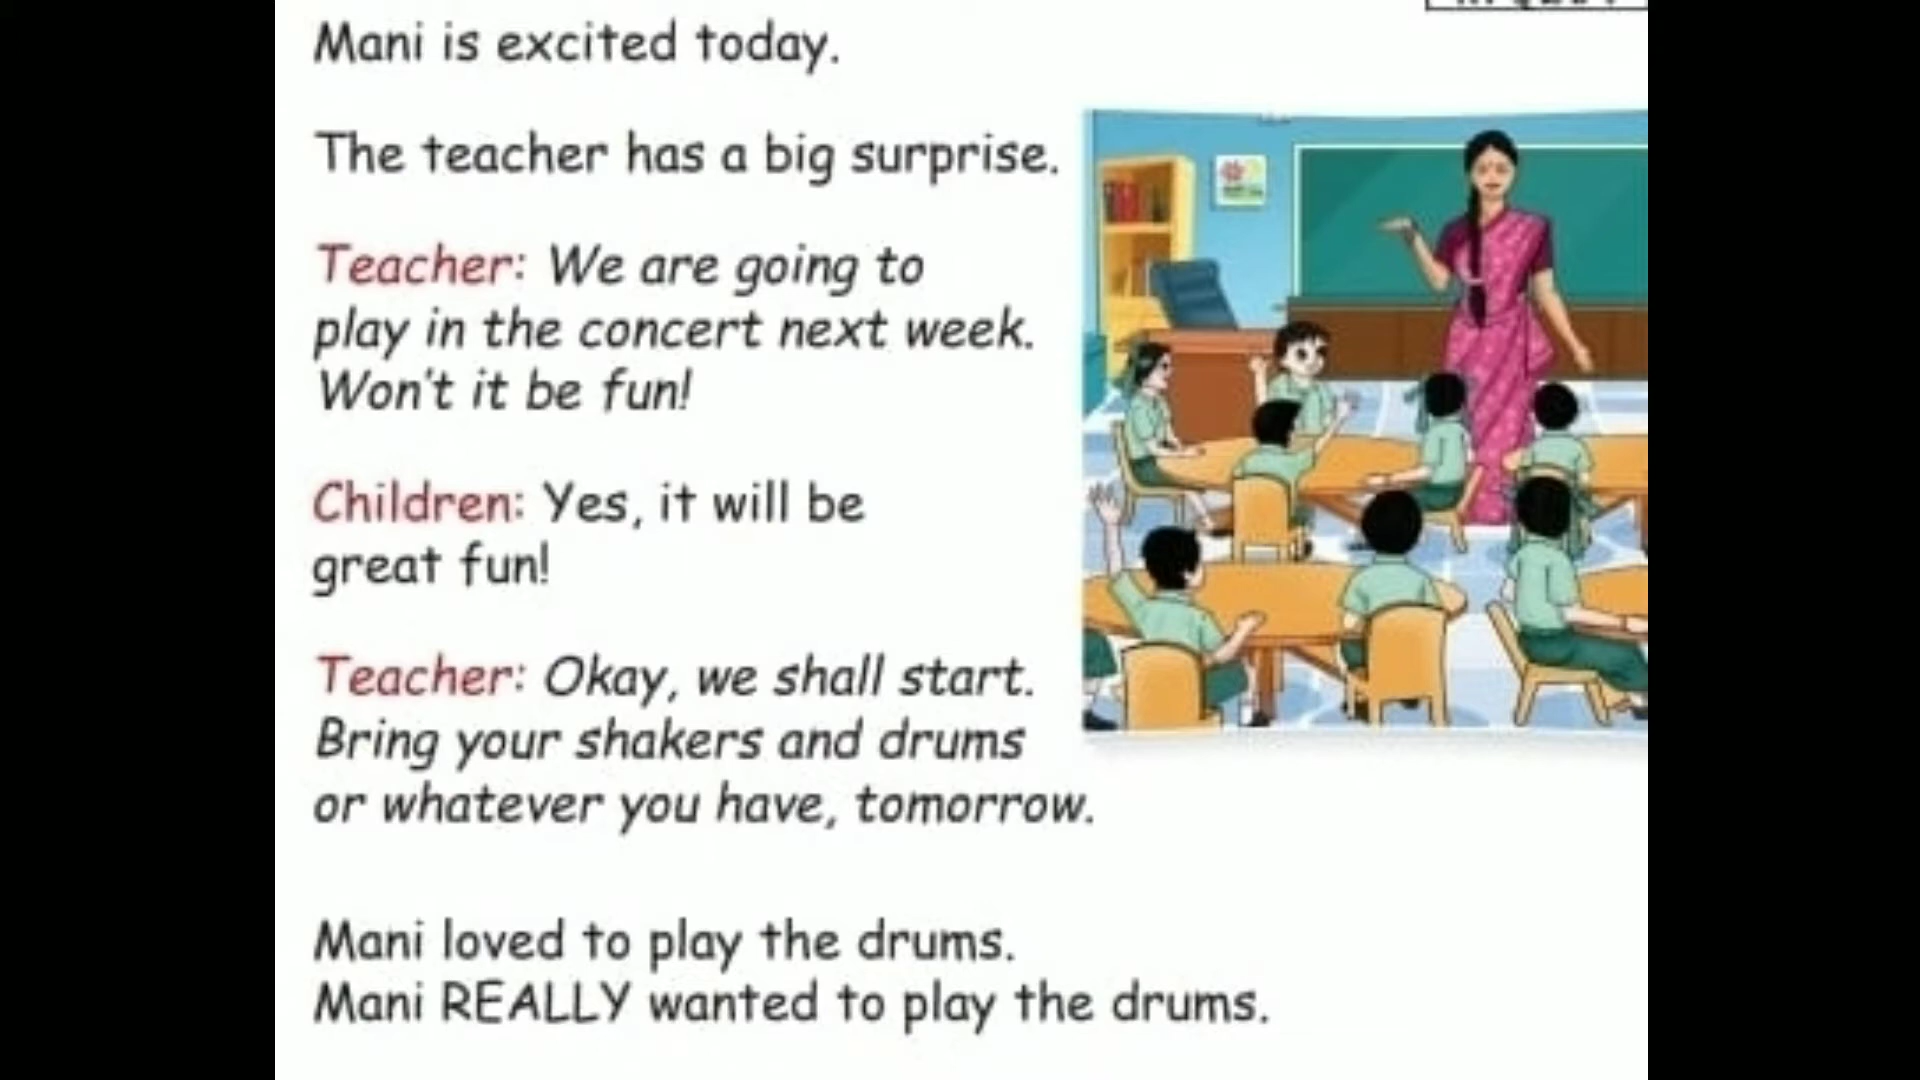 Mani is excited today.
The teacher has a big surprise.
Teacher: We are going to
play in the concert next week.
Won't it be fun!
Children: Yes, it will be
great fun!
Teacher: Okay, we shall start.
Bring your shakers and drums
or whatever you have, tomorrow.
Mani loved to play the drums.
Mani REALLY wanted to play the drums.